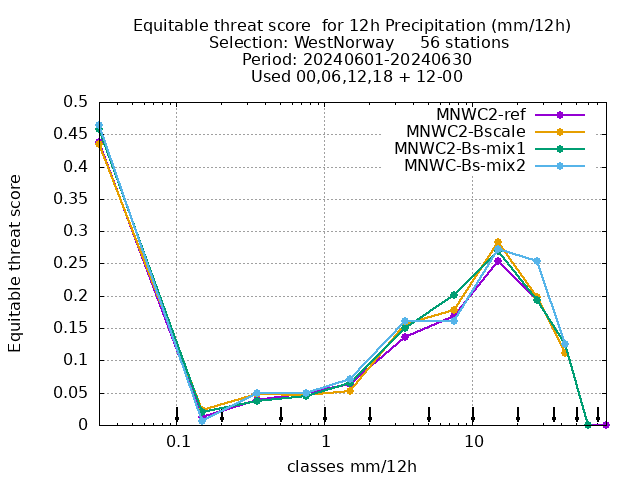 Equitable threat score  for 12h Precipitation (mm/12h)
Selection: WestNorway     56 stations
Period: 20240601-20240630
Used 00,06,12,18 + 12-00
MNWC2-ref
MNWC2-Bscale
MNWC2-Bs-mix1
MNWC-Bs-mix2
Equitable threat score
0.5
0.45
0.4
0.35
0.3
0.25
0.2
0.15
0.1
0.05
0
0.1 1 10
classes mm/12h